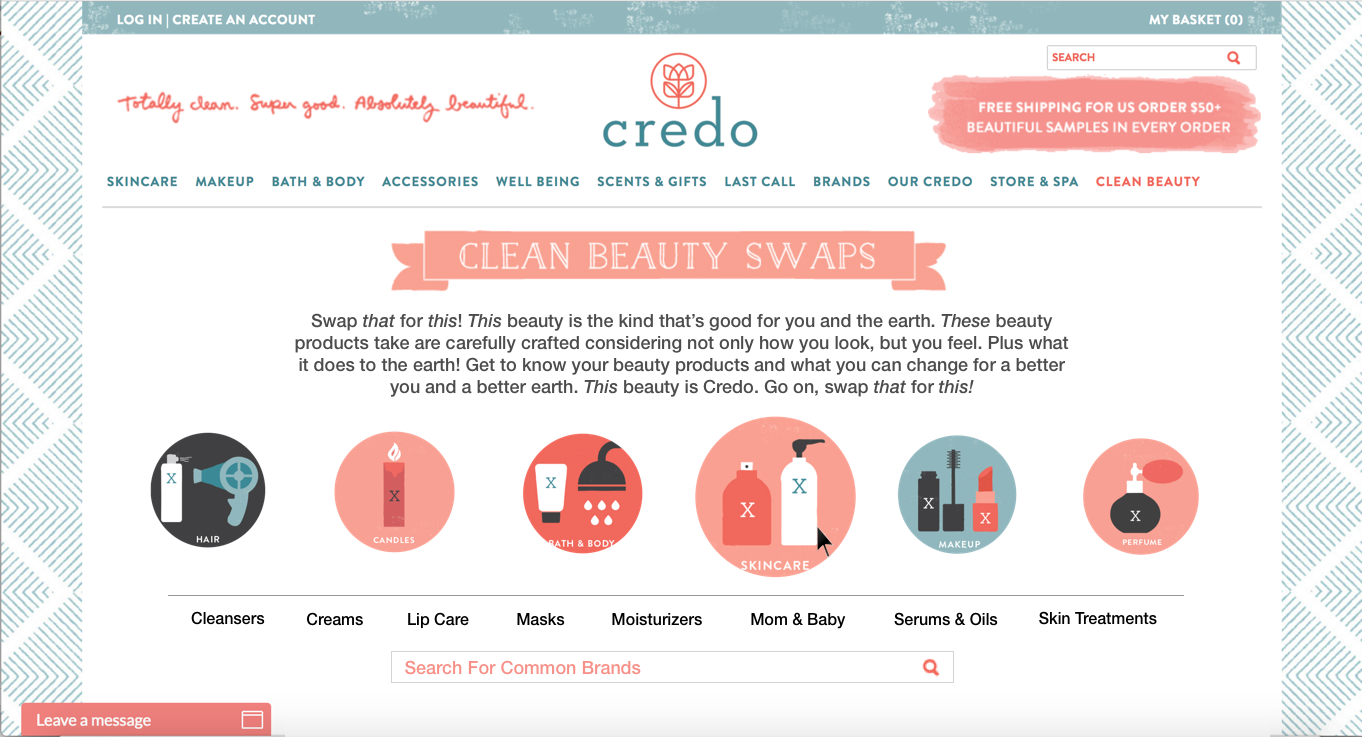 LOG IN | CREATE AN ACCOUNT
MY BASKET (0)
SEARCH
Totally clean. Super good. Absolutely beautiful.
credo
FREE SHIPPING FOR US ORDER $50+
BEAUTIFUL SAMPLES IN EVERY ORDER
SKINCARE MAKEUP BATH & BODY ACCESSORIES WELL BEING SCENTS & GIFTS LAST CALL BRANDS OUR CREDO STORE & SPA CLEAN BEAUTY
CLEAN BEAUTY SWAPS
Swap that for this! This beauty is the kind that's good for you and the earth. These beauty
products take are carefully crafted considering not only how you look, but you feel. Plus what
it does to the earth! Get to know your beauty products and what you can change for a better
you and a better earth. This beauty is Credo. Go on, swap that for this!
X
HAIR
X
CANDLES
X
BATH & BODY
X X
SKINCARE
X X
MAKEUP
X
PERFUME
Cleansers Creams Lip Care Masks Moisturizers Mom & Baby Serums & Oils Skin Treatments
Search For Common Brands
Leave a message